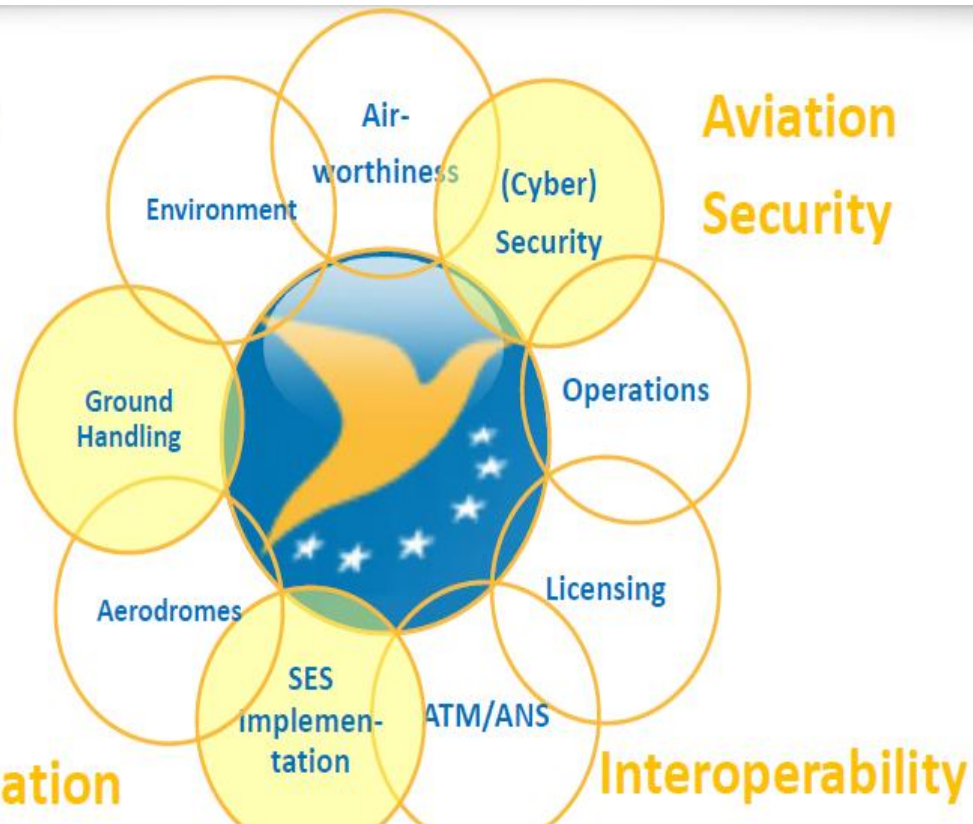 Air-
worthiness
(Cyber)
Security
Aviation
Security
Environment
Operations
Ground
Handling
Licensing
Aerodromes
SES
implemen-
tation
ATM/ANS
ation
Interoperability